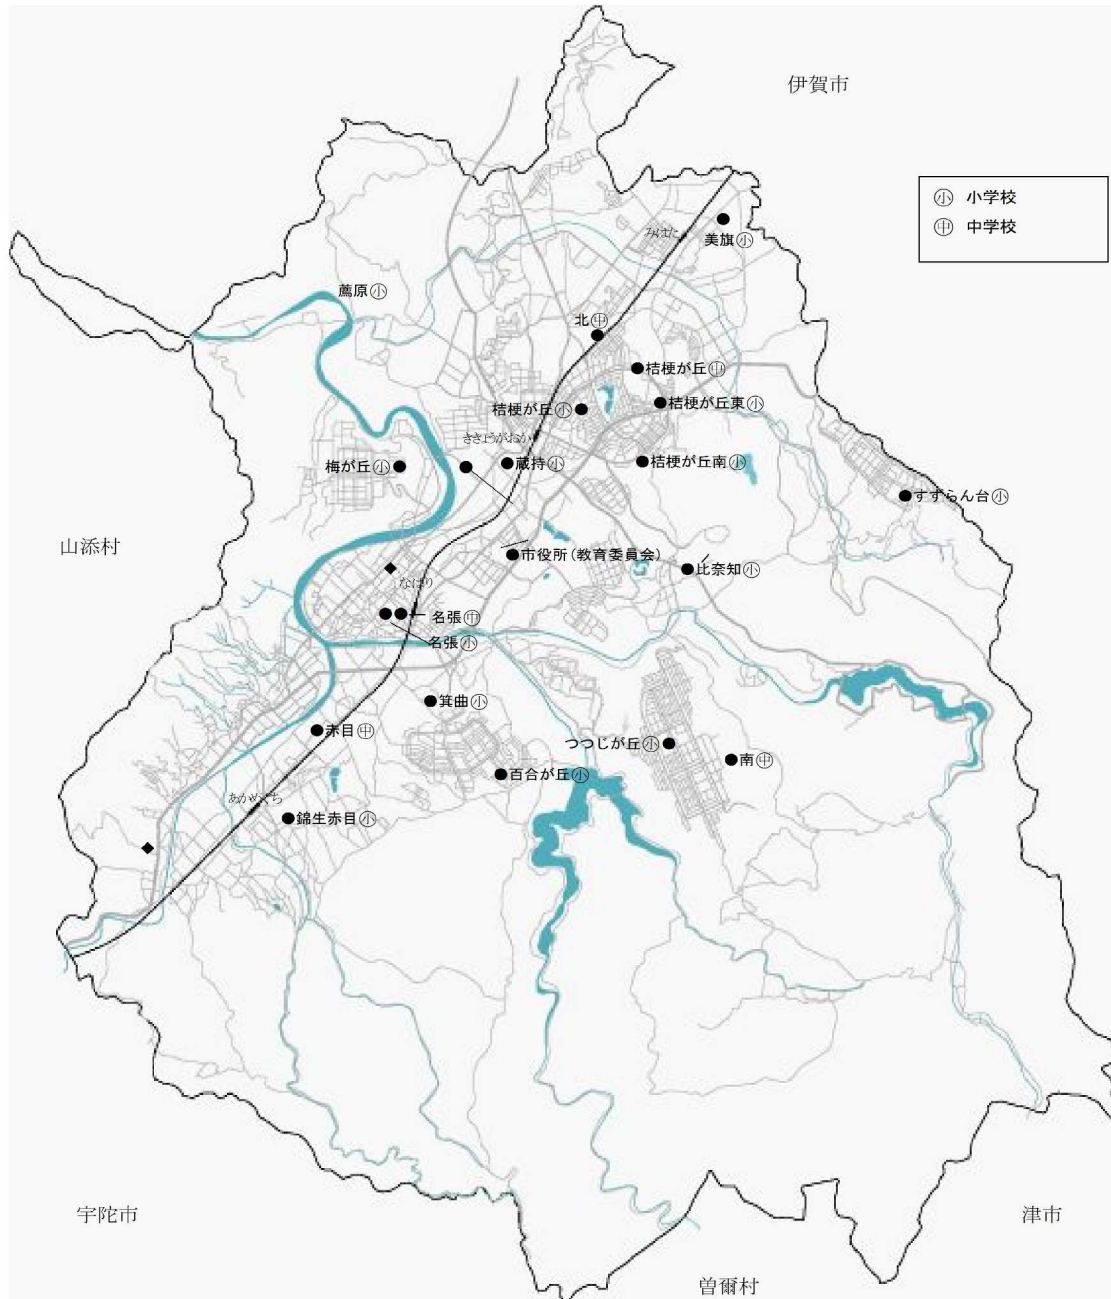 伊賀市
㊥ 中学校
小 小学校
みはた
美旗小
薦原小
北㊥
桔梗が丘㊥
桔梗が丘東小
桔梗が丘小
ききょうがおか
蔵持小
桔梗が丘南小
梅が丘小
すずらん台小
山添村
市役所(教育委員会)
比奈知小
なばり
名張㊥
名張小
箕曲小
赤目㊥
つつじが丘小
南㊥
百合が丘小
あかめぐち
錦生赤目小
宇陀市
津市
曽爾村